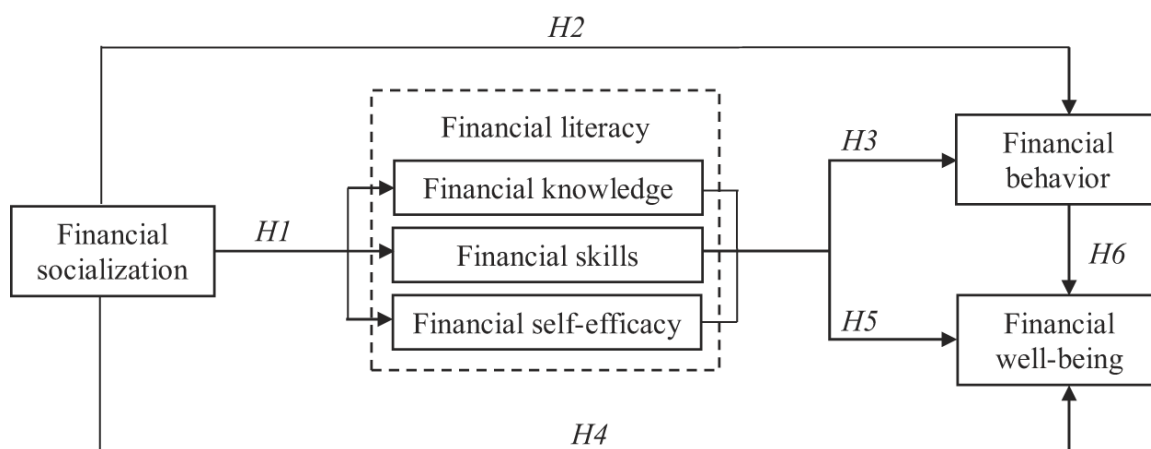 H2
Financial literacy
H3
Financial
behavior
Financial knowledge
Financial
socialization
H1
Financial skills
H6
Financial self-efficacy
H5
Financial
well-being
H4